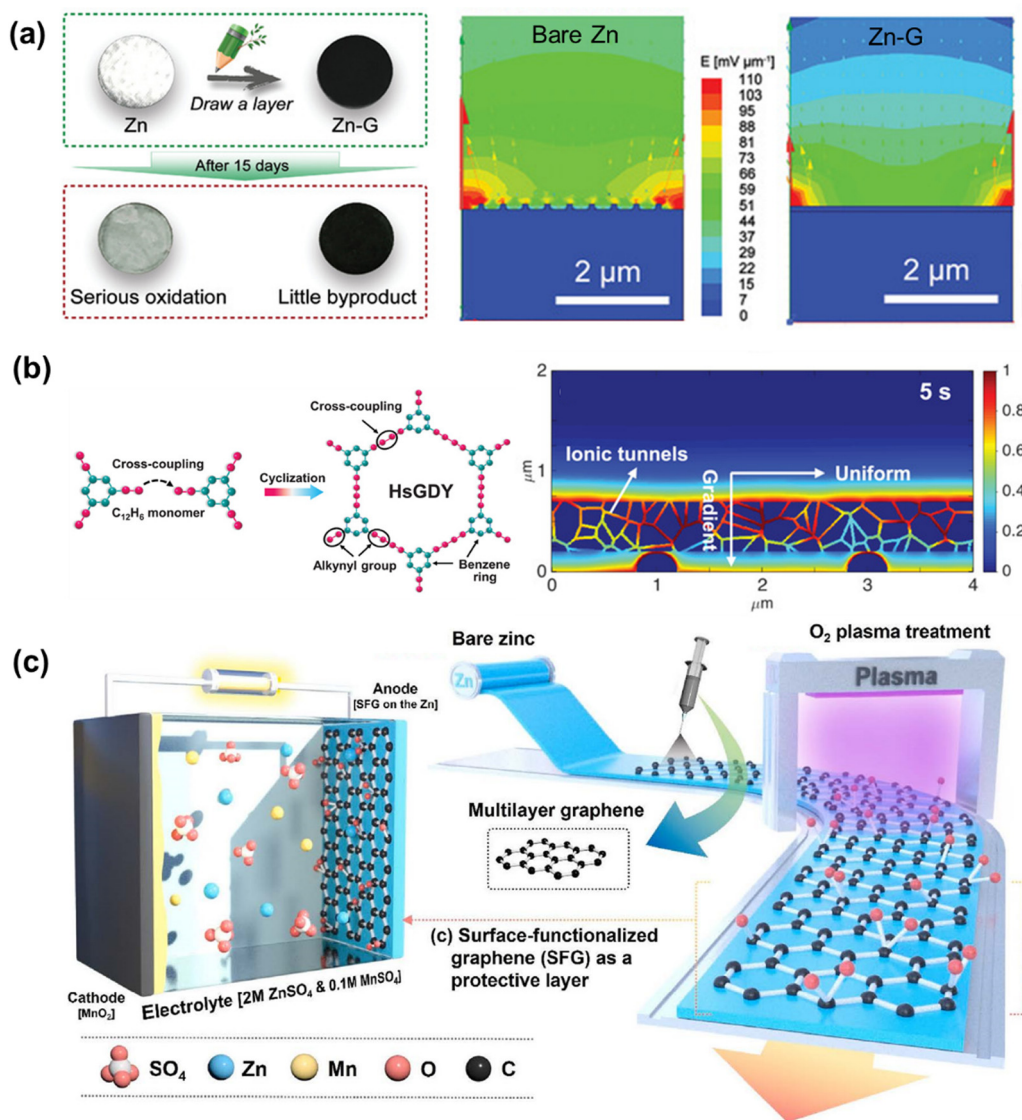 (a)
Zn
Draw a layer
Zn-G
After 15 days
Serious oxidation
Little byproduct
Bare Zn
2 µm
E [mV µm⁻¹]
110
103
95
88
81
73
66
59
51
44
37
29
22
15
7
0
Zn-G
2 µm
(b)
Cross-coupling
C₁₂H₆ monomer
Cyclization
Cross-coupling
HsGDY
Alkynyl group
Benzene
ring
2
µm
1
0
5 s
Ionic tunnels
Gradient
Uniform
0
1
2
3
4
µm
1
0.8
0.6
0.4
0.2
0
(c)
Anode
[SFG on the Zn]
Cathode
[MnO₂]
Electrolyte [2M ZnSO₄ & 0.1M MnSO₄]
Bare zinc
Zn
O₂ plasma treatment
Plasma
Multilayer graphene
(c) Surface-functionalized
graphene (SFG) as a
protective layer
SO₄
Zn
Mn
O
C